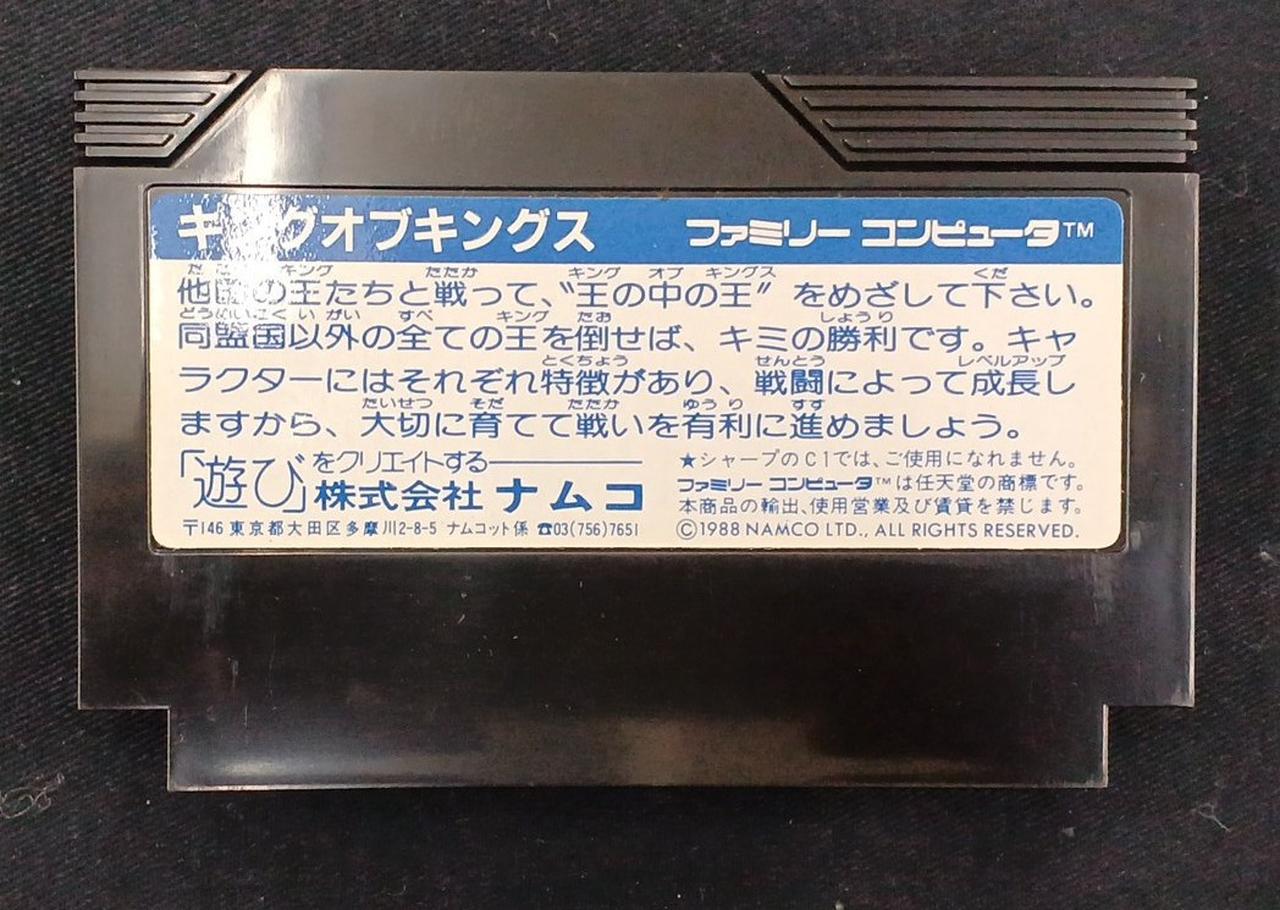 キングオブキングス ファミリー コンピュータ™
他国の王たちと戦って、“王の中の王”をめざして下さい。
同盟国以外の全ての王を倒せば、キミの勝利です。キャ
ラクターにはそれぞれ特徴があり、戦闘によって成長し
ますから、大切に育てて戦いを有利に進めましょう。
「遊び」をクリエイトする
株式会社 ナムコ
〒146 東京都大田区多摩川2-8-5 ナムコット係 ☎03(756)7651
★シャープのC1では、ご使用になれません。
ファミリー コンピュータ™は任天堂の商標です。
本商品の輸出、使用営業及び賃貸を禁じます。
©1988 NAMCO LTD., ALL RIGHTS RESERVED.